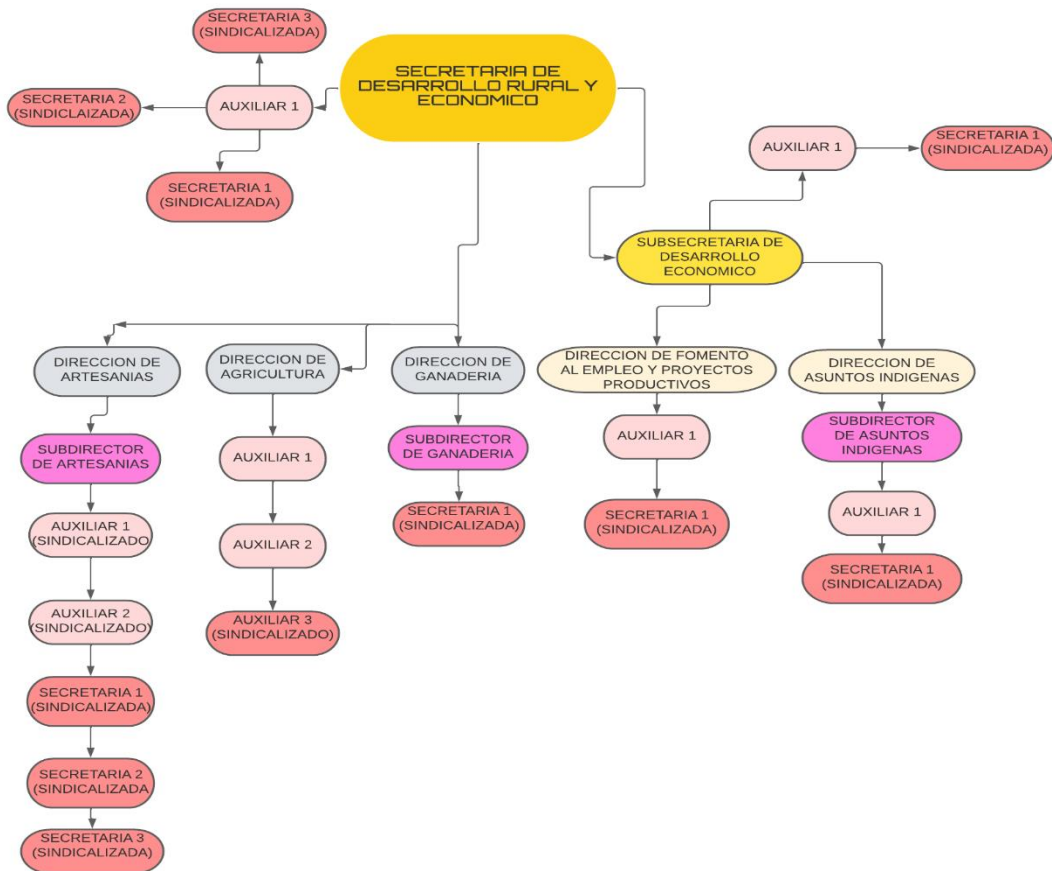 SECRETARIA 3
(SINDICALIZADA)
SECRETARIA DE
DESARROLLO RURAL Y
ECONOMICO
SECRETARIA 2
(SINDICLAIZADA)
AUXILIAR 1
SECRETARIA 1
(SINDICALIZADA)
AUXILIAR 1
SECRETARIA 1
(SINDICALIZADA)
SUBSECRETARIA DE
DESARROLLO
ECONOMICO
DIRECCION DE
ARTESANIAS
DIRECCION DE
AGRICULTURA
DIRECCION DE
GANADERIA
DIRECCION DE FOMENTO
AL EMPLEO Y PROYECTOS
PRODUCTIVOS
DIRECCION DE
ASUNTOS INDIGENAS
SUBDIRECTOR
DE ARTESANIAS
AUXILIAR 1
SUBDIRECTOR
DE GANADERIA
AUXILIAR 1
SUBDIRECTOR
DE ASUNTOS
INDIGENAS
AUXILIAR 1
(SINDICALIZADO
AUXILIAR 2
SECRETARIA 1
(SINDICALIZADA)
SECRETARIA 1
(SINDICALIZADA)
AUXILIAR 1
AUXILIAR 2
(SINDICALIZADO)
AUXILIAR 3
(SINDICALIZADO)
SECRETARIA 1
(SINDICALIZADA)
SECRETARIA 1
(SINDICALIZADA)
SECRETARIA 2
(SINDICALIZADA
SECRETARIA 3
(SINDICALIZADA)